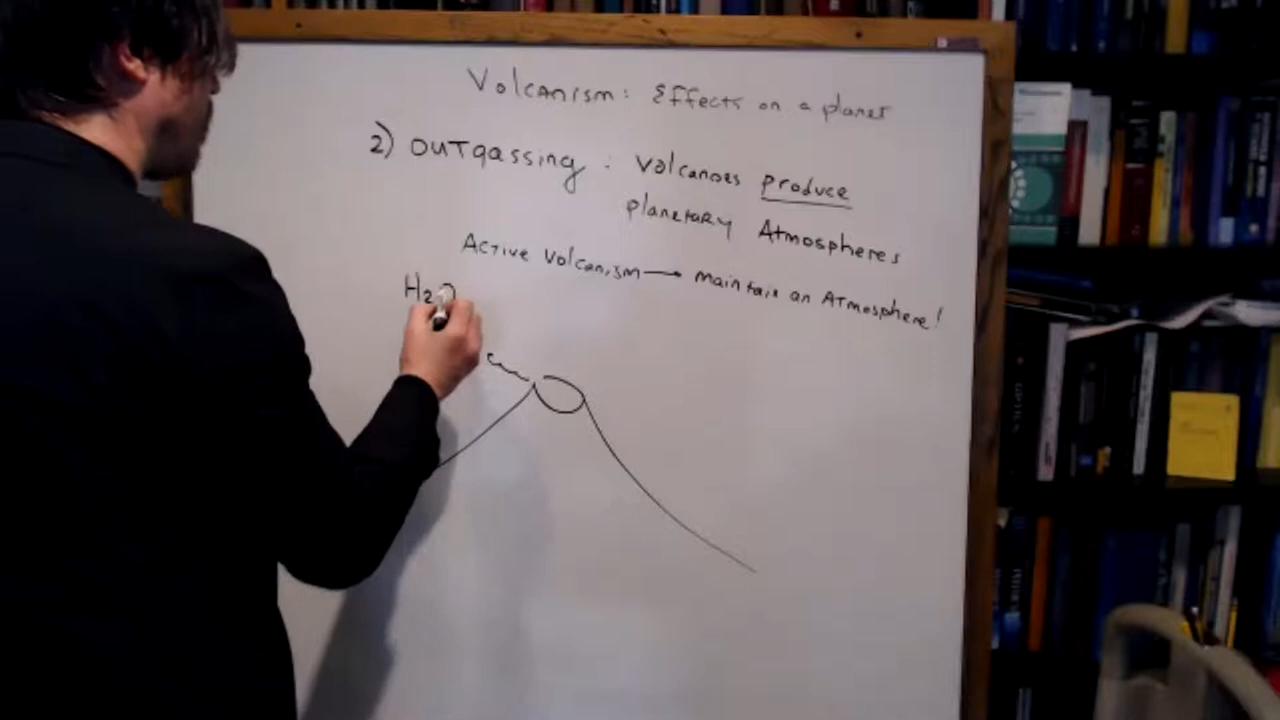 Volcanism: Effects on a planet
2) Outgassing: Volcanoes produce
planetary Atmospheres
Active Volcanism → maintain an Atmosphere!
H2O